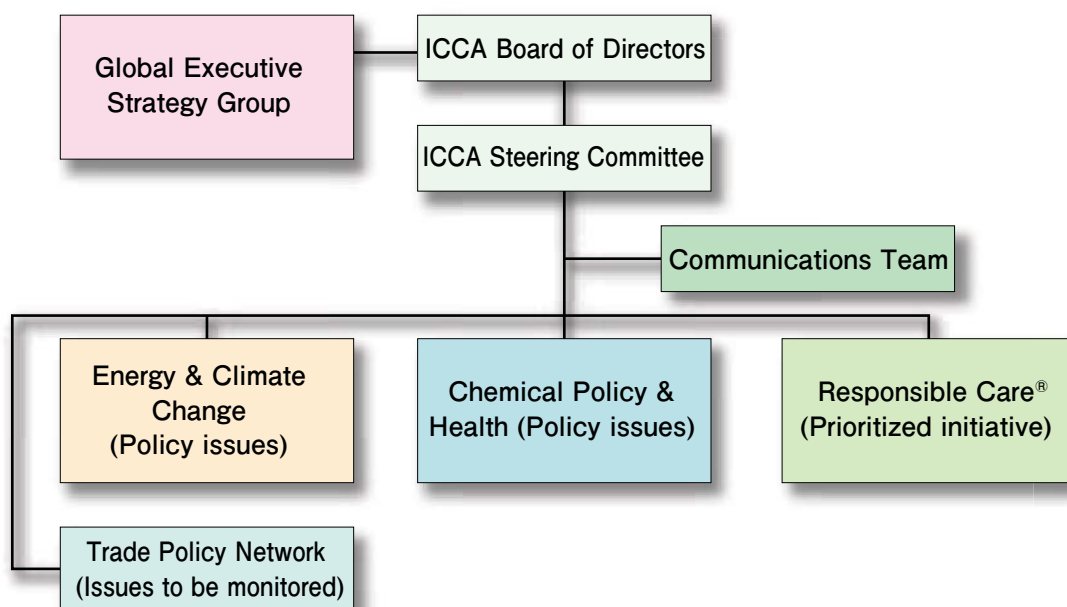 Global Executive
Strategy Group
ICCA Board of Directors
ICCA Steering Committee
Communications Team
Energy & Climate
Change
(Policy issues)
Chemical Policy &
Health (Policy issues)
Responsible Care®
(Prioritized initiative)
Trade Policy Network
(Issues to be monitored)